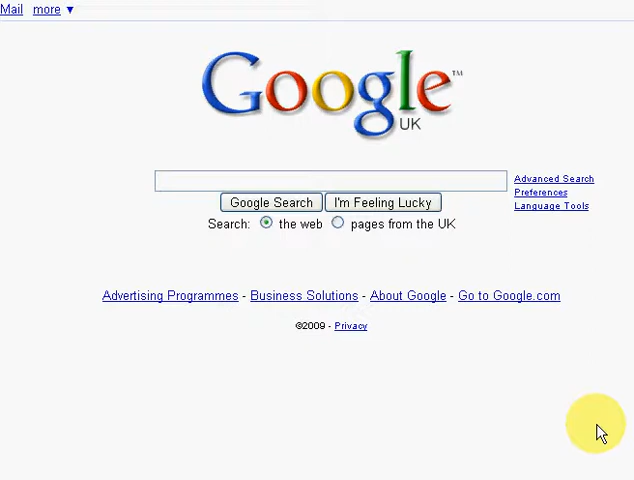 Mail more ▼
Google™
UK
Advanced Search
Preferences
Language Tools
Google Search I'm Feeling Lucky
Search: the web pages from the UK
Advertising Programmes - Business Solutions - About Google - Go to Google.com
©2009 - Privacy